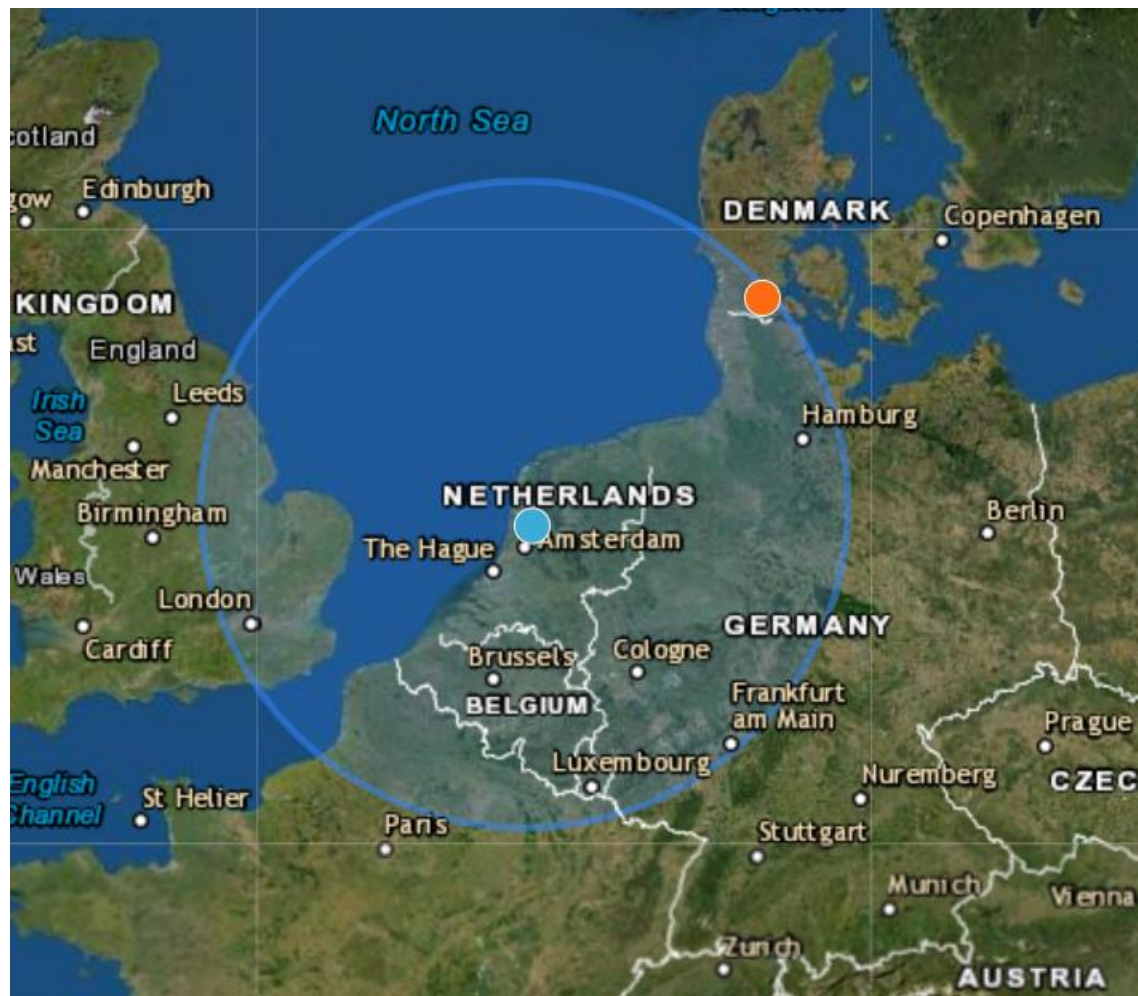 North Sea
cotland
Edinburgh
gow
DENMARK
Copenhagen
KINGDOM
ast
England
Leeds
Irish
Sea
Hamburg
Manchester
NETHERLANDS
Birmingham
Berlin
Amsterdam
The Hague
Wales
London
GERMANY
Cardiff
Brussels
Cologne
BELGIUM
Frankfurt
am Main
Prague
Luxembourg
Nuremberg
English
Channel
St Helier
CZEC
Paris
Stuttgart
Munich
Vienna
Zurich
AUSTRIA